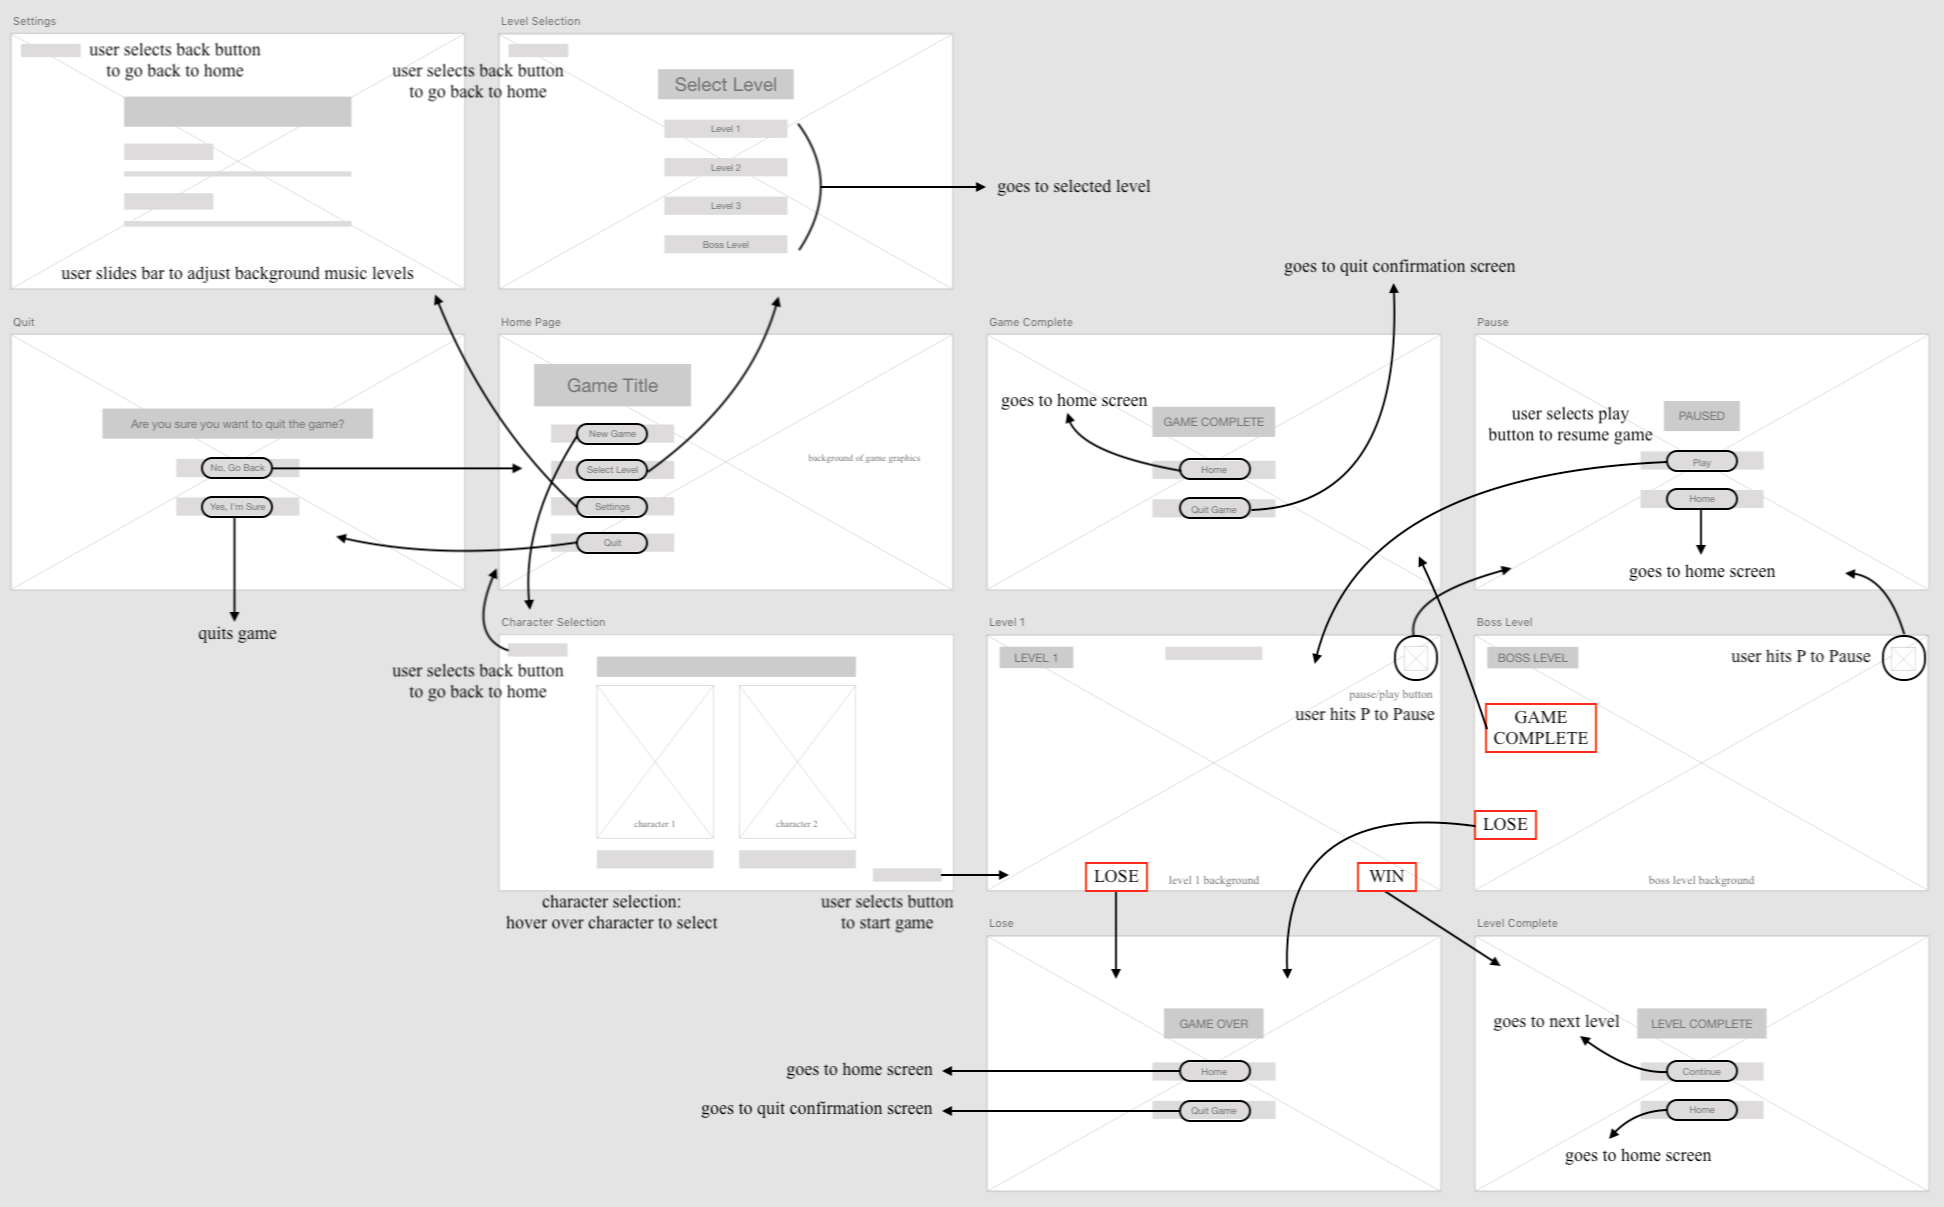 Settings
user selects back button
to go back to home
user slides bar to adjust background music levels
Level Selection
user selects back button
to go back to home
Select Level
Level 1
Level 2
Level 3
Boss Level
goes to selected level
Quit
Are you sure you want to quit the game?
No, Go Back
Yes, I'm Sure
quits game
Home Page
Game Title
New Game
Select Level
Settings
Quit
background of game graphics
goes to quit confirmation screen
Game Complete
goes to home screen
GAME COMPLETE
Home
Quit Game
Pause
user selects play
button to resume game
PAUSED
Play
Home
goes to home screen
Character Selection
user selects back button
to go back to home
character 1
character 2
character selection:
hover over character to select
user selects button
to start game
Level 1
LEVEL 1
pause/play button
user hits P to Pause
LOSE
level 1 background
WIN
Boss Level
BOSS LEVEL
user hits P to Pause
GAME
COMPLETE
LOSE
boss level background
Lose
GAME OVER
Home
Quit Game
goes to home screen
goes to quit confirmation screen
Level Complete
goes to next level
LEVEL COMPLETE
Continue
Home
goes to home screen